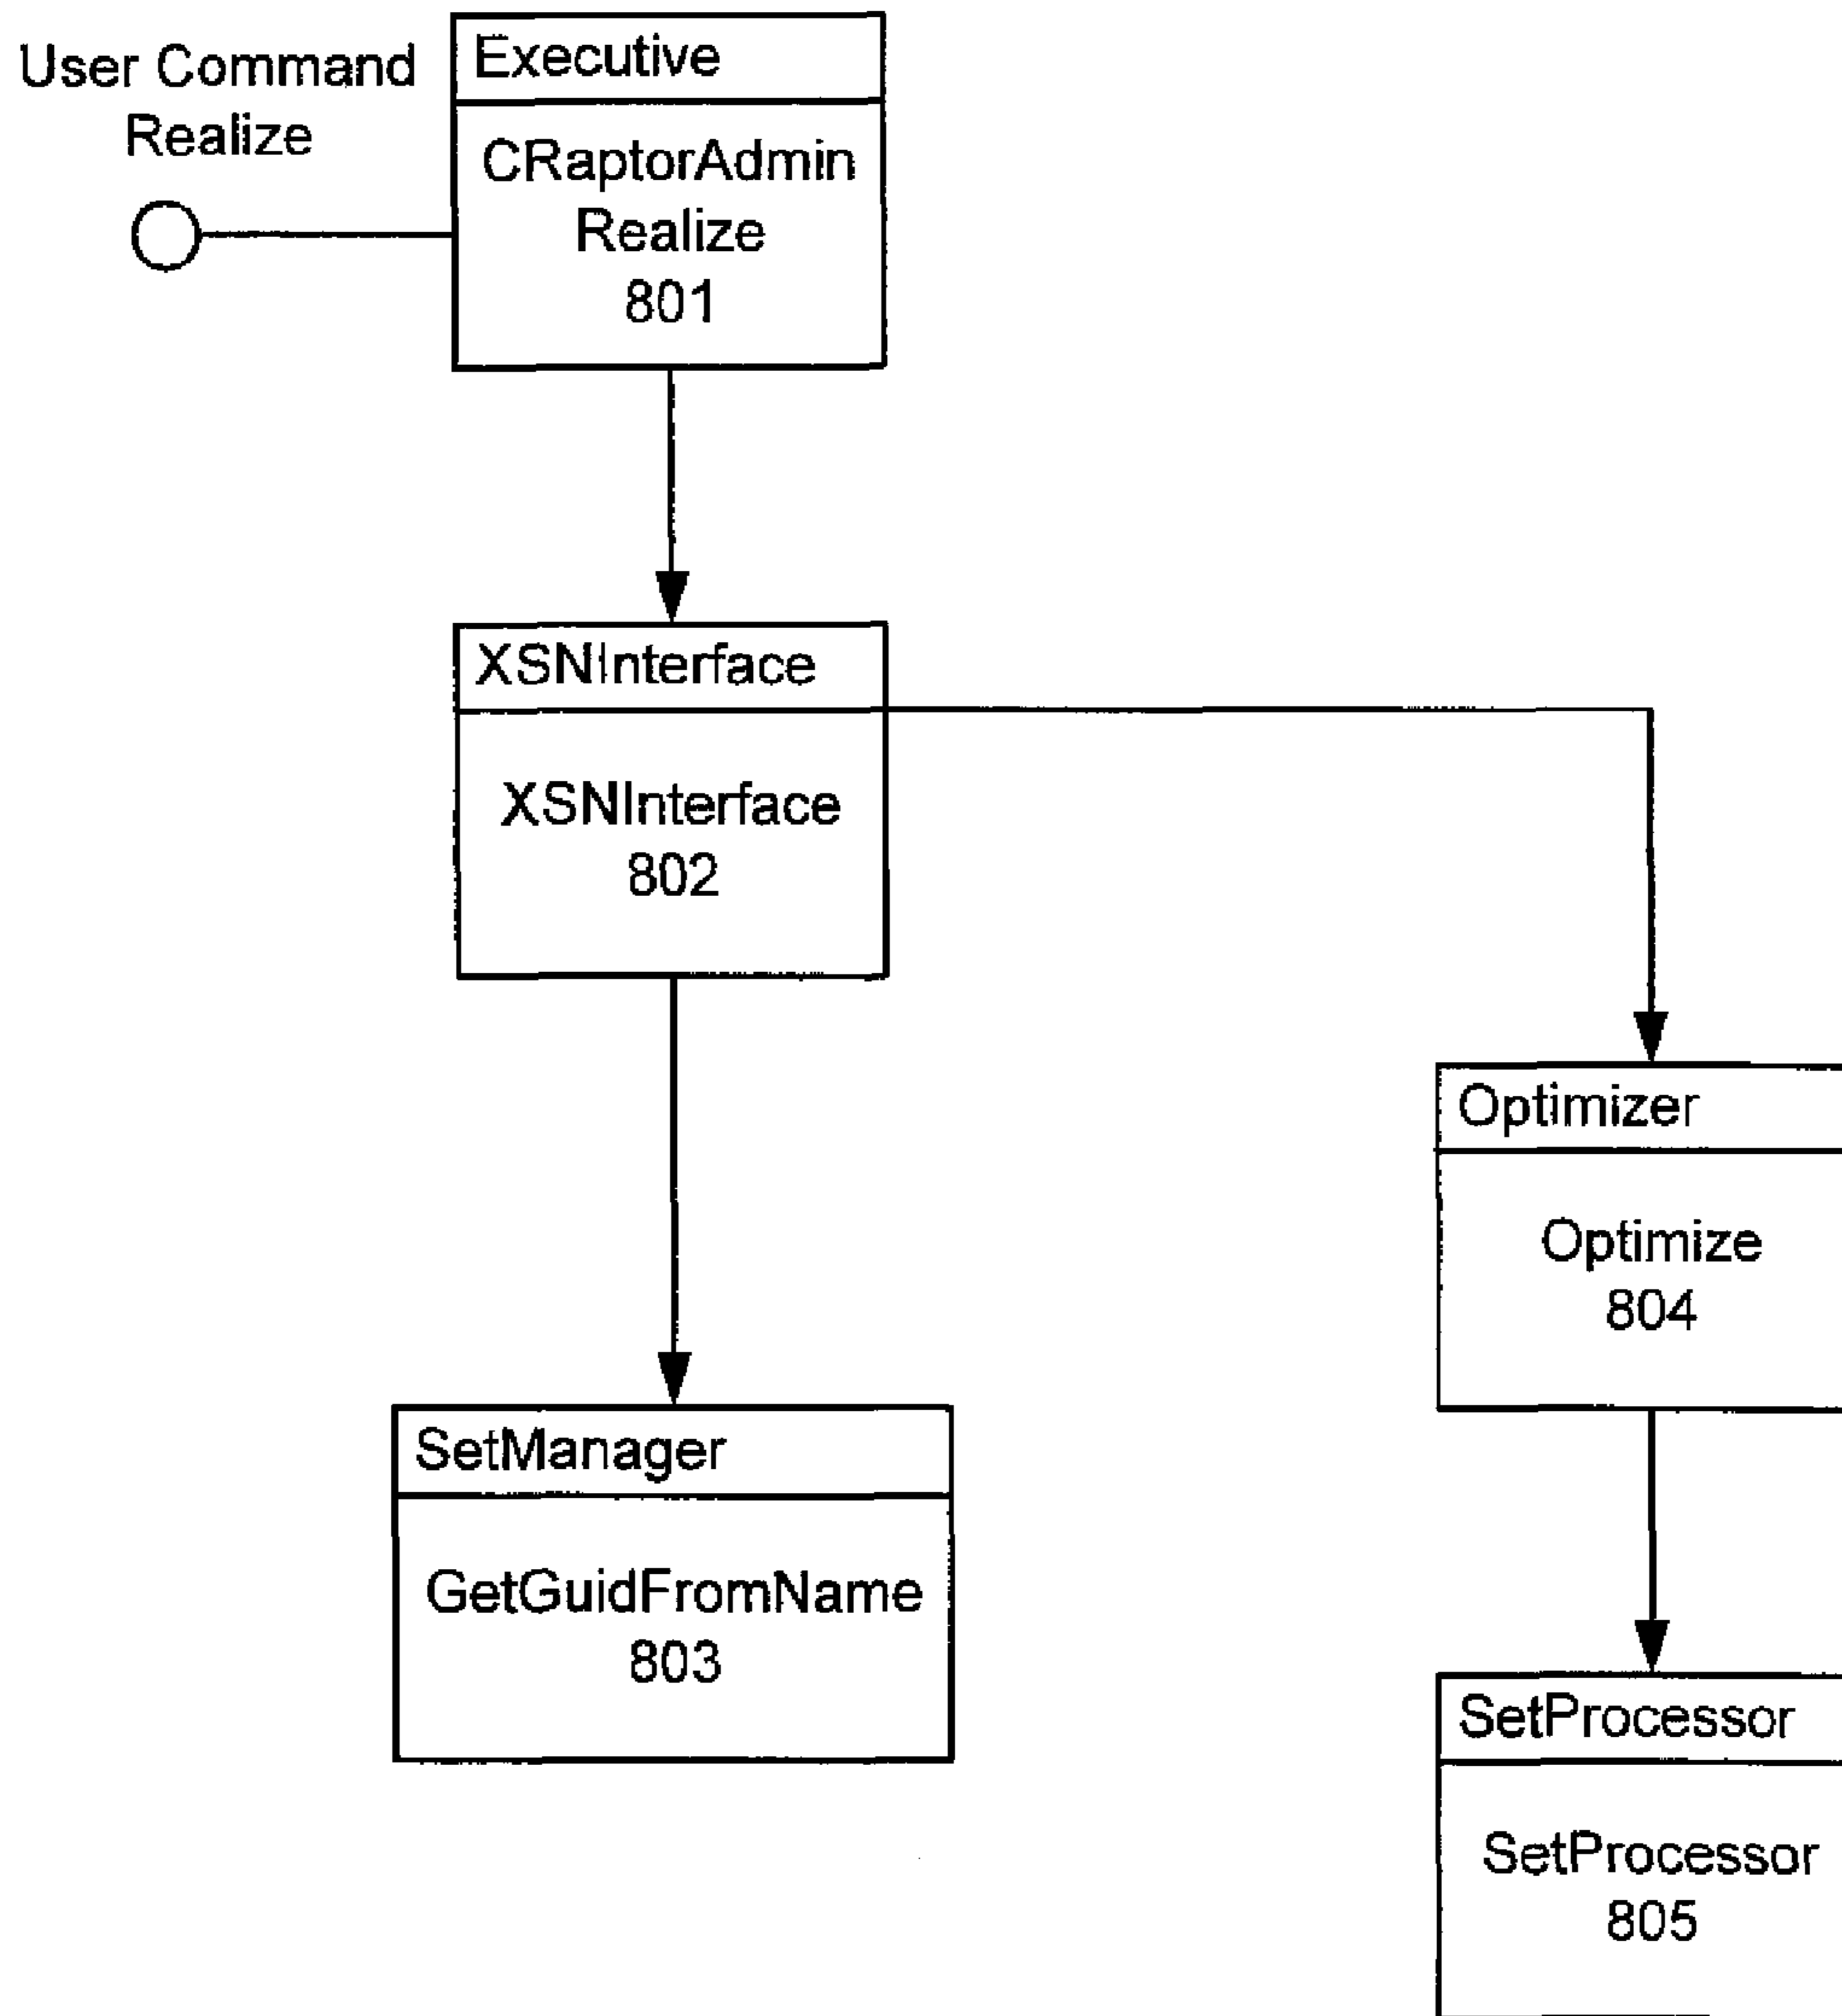 User Command
Realize
Executive
CRaptorAdmin
Realize
801
XSNInterface
XSNInterface
802
Optimizer
Optimize
804
SetManager
GetGuidFromName
803
SetProcessor
SetProcessor
805